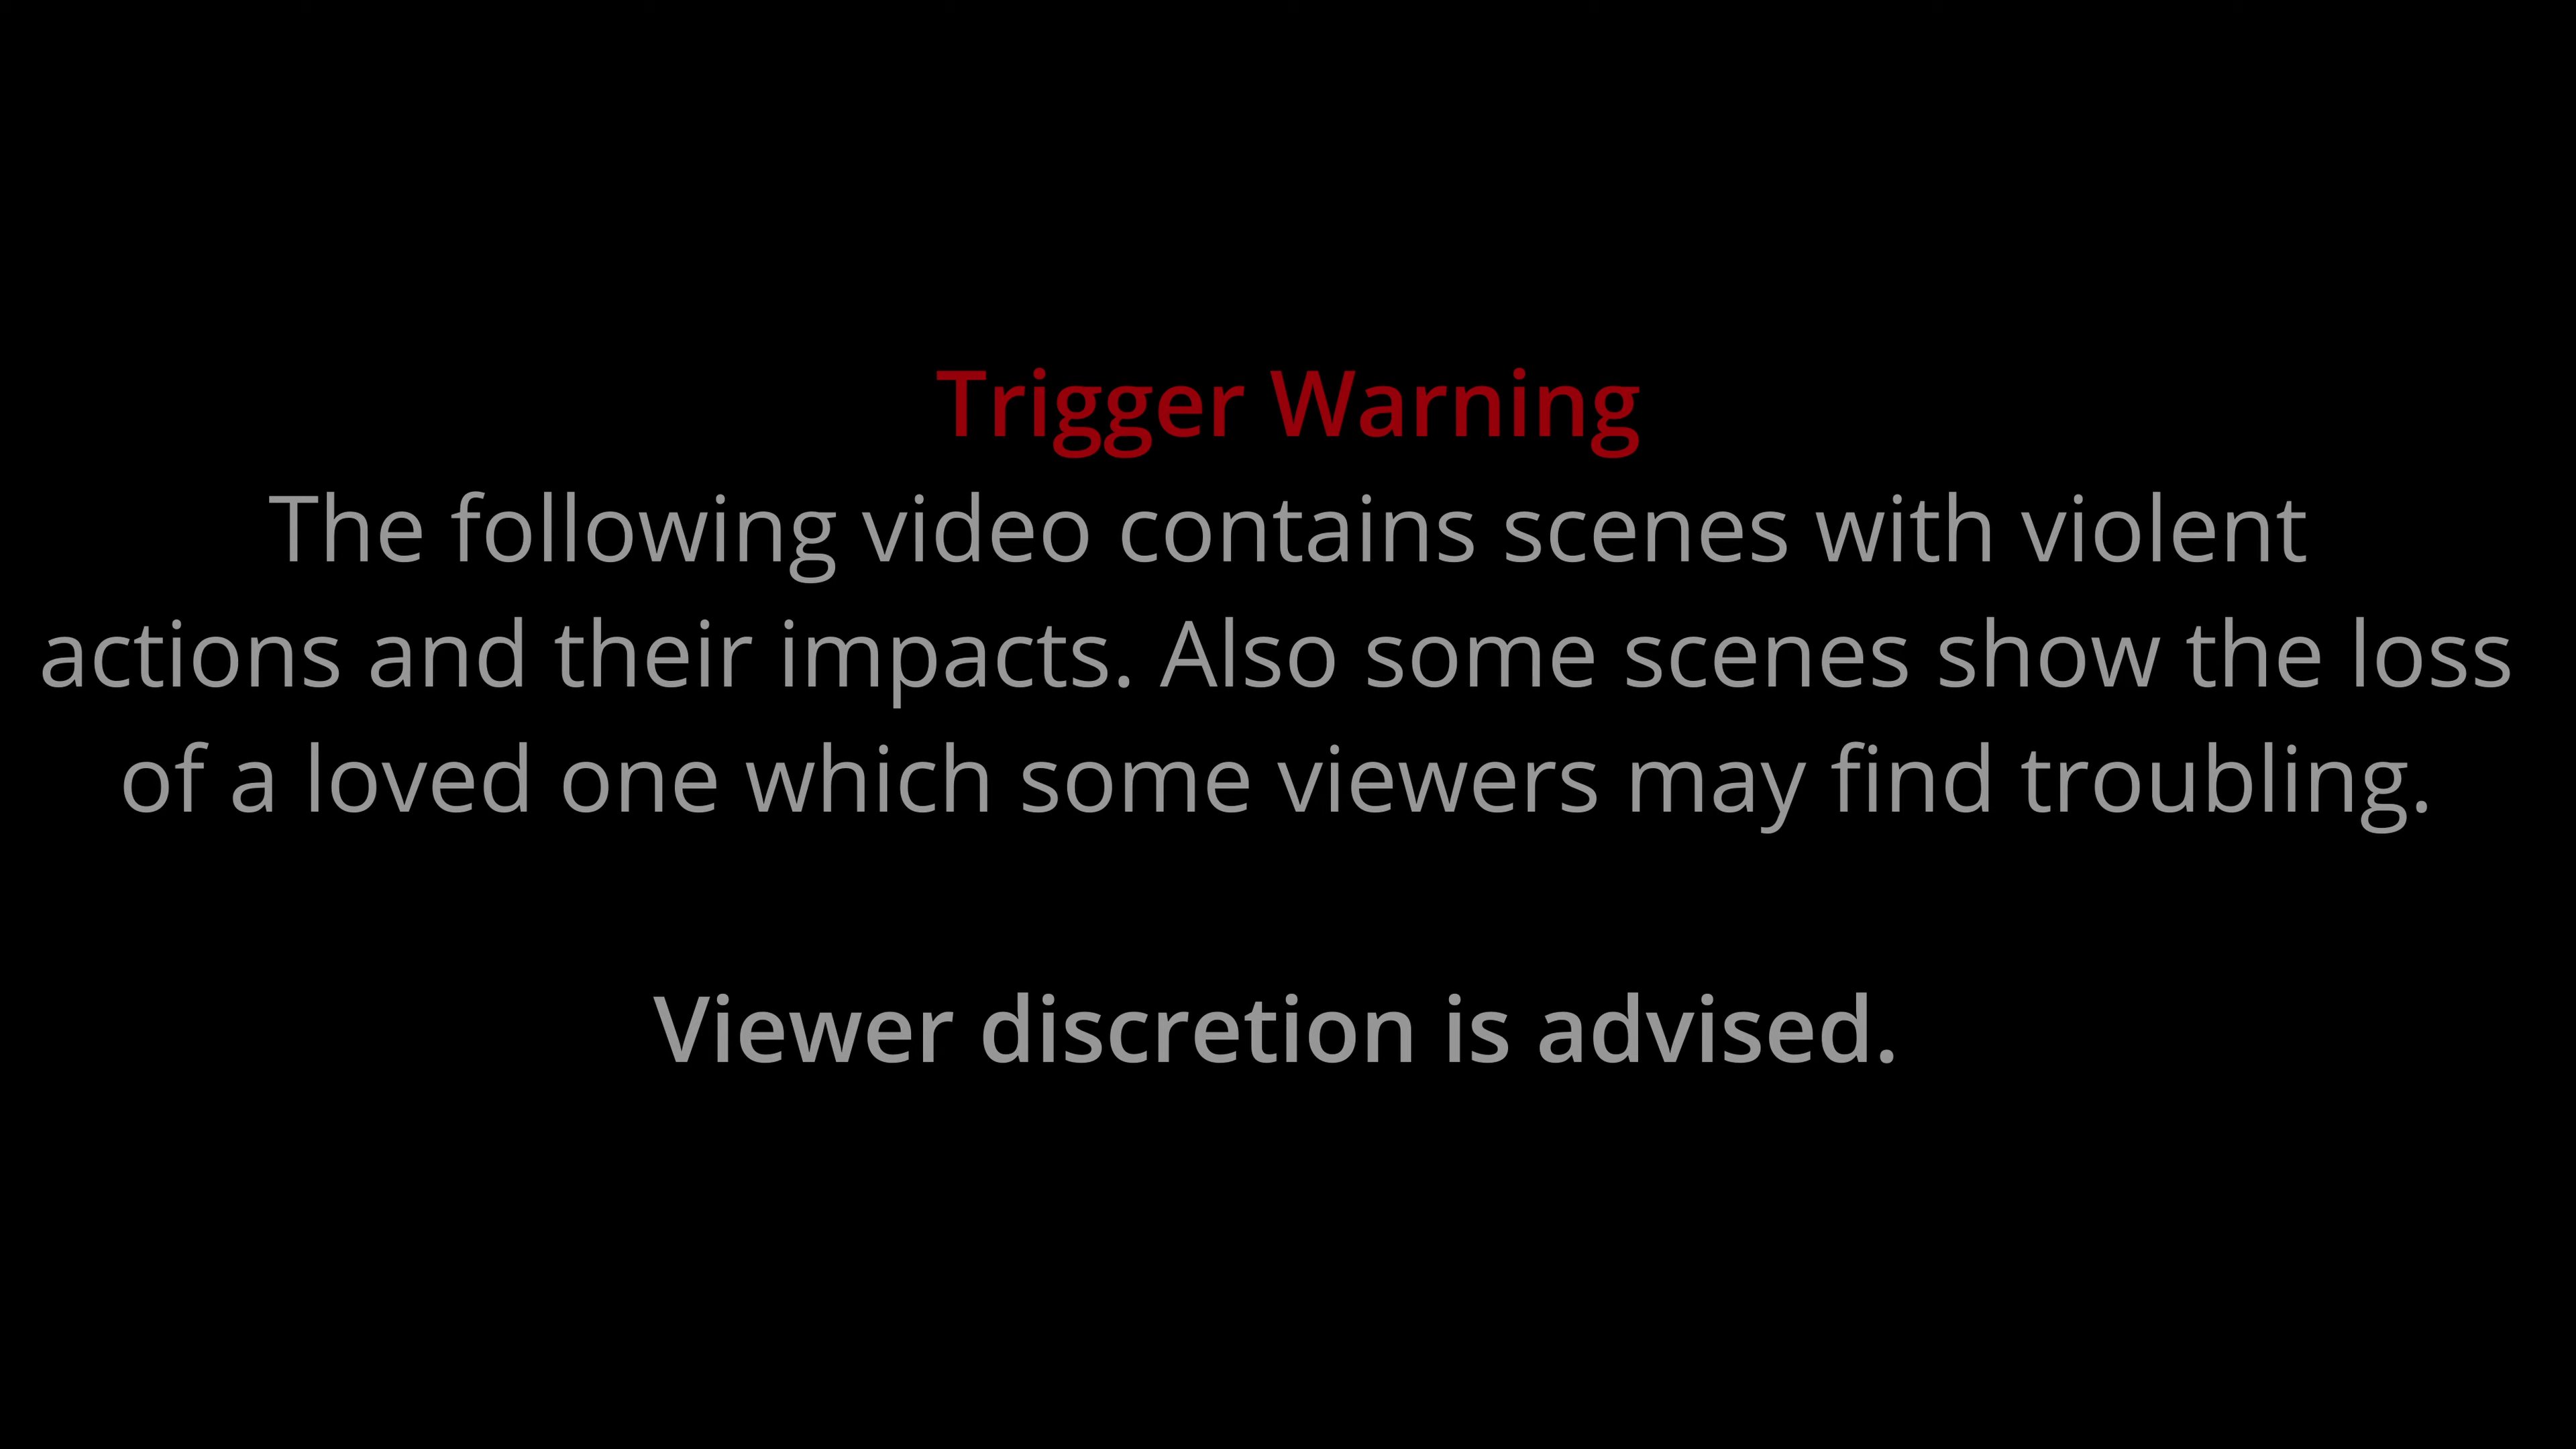 Trigger Warning
The following video contains scenes with violent
actions and their impacts. Also some scenes show the loss
of a loved one which some viewers may find troubling.
Viewer discretion is advised.